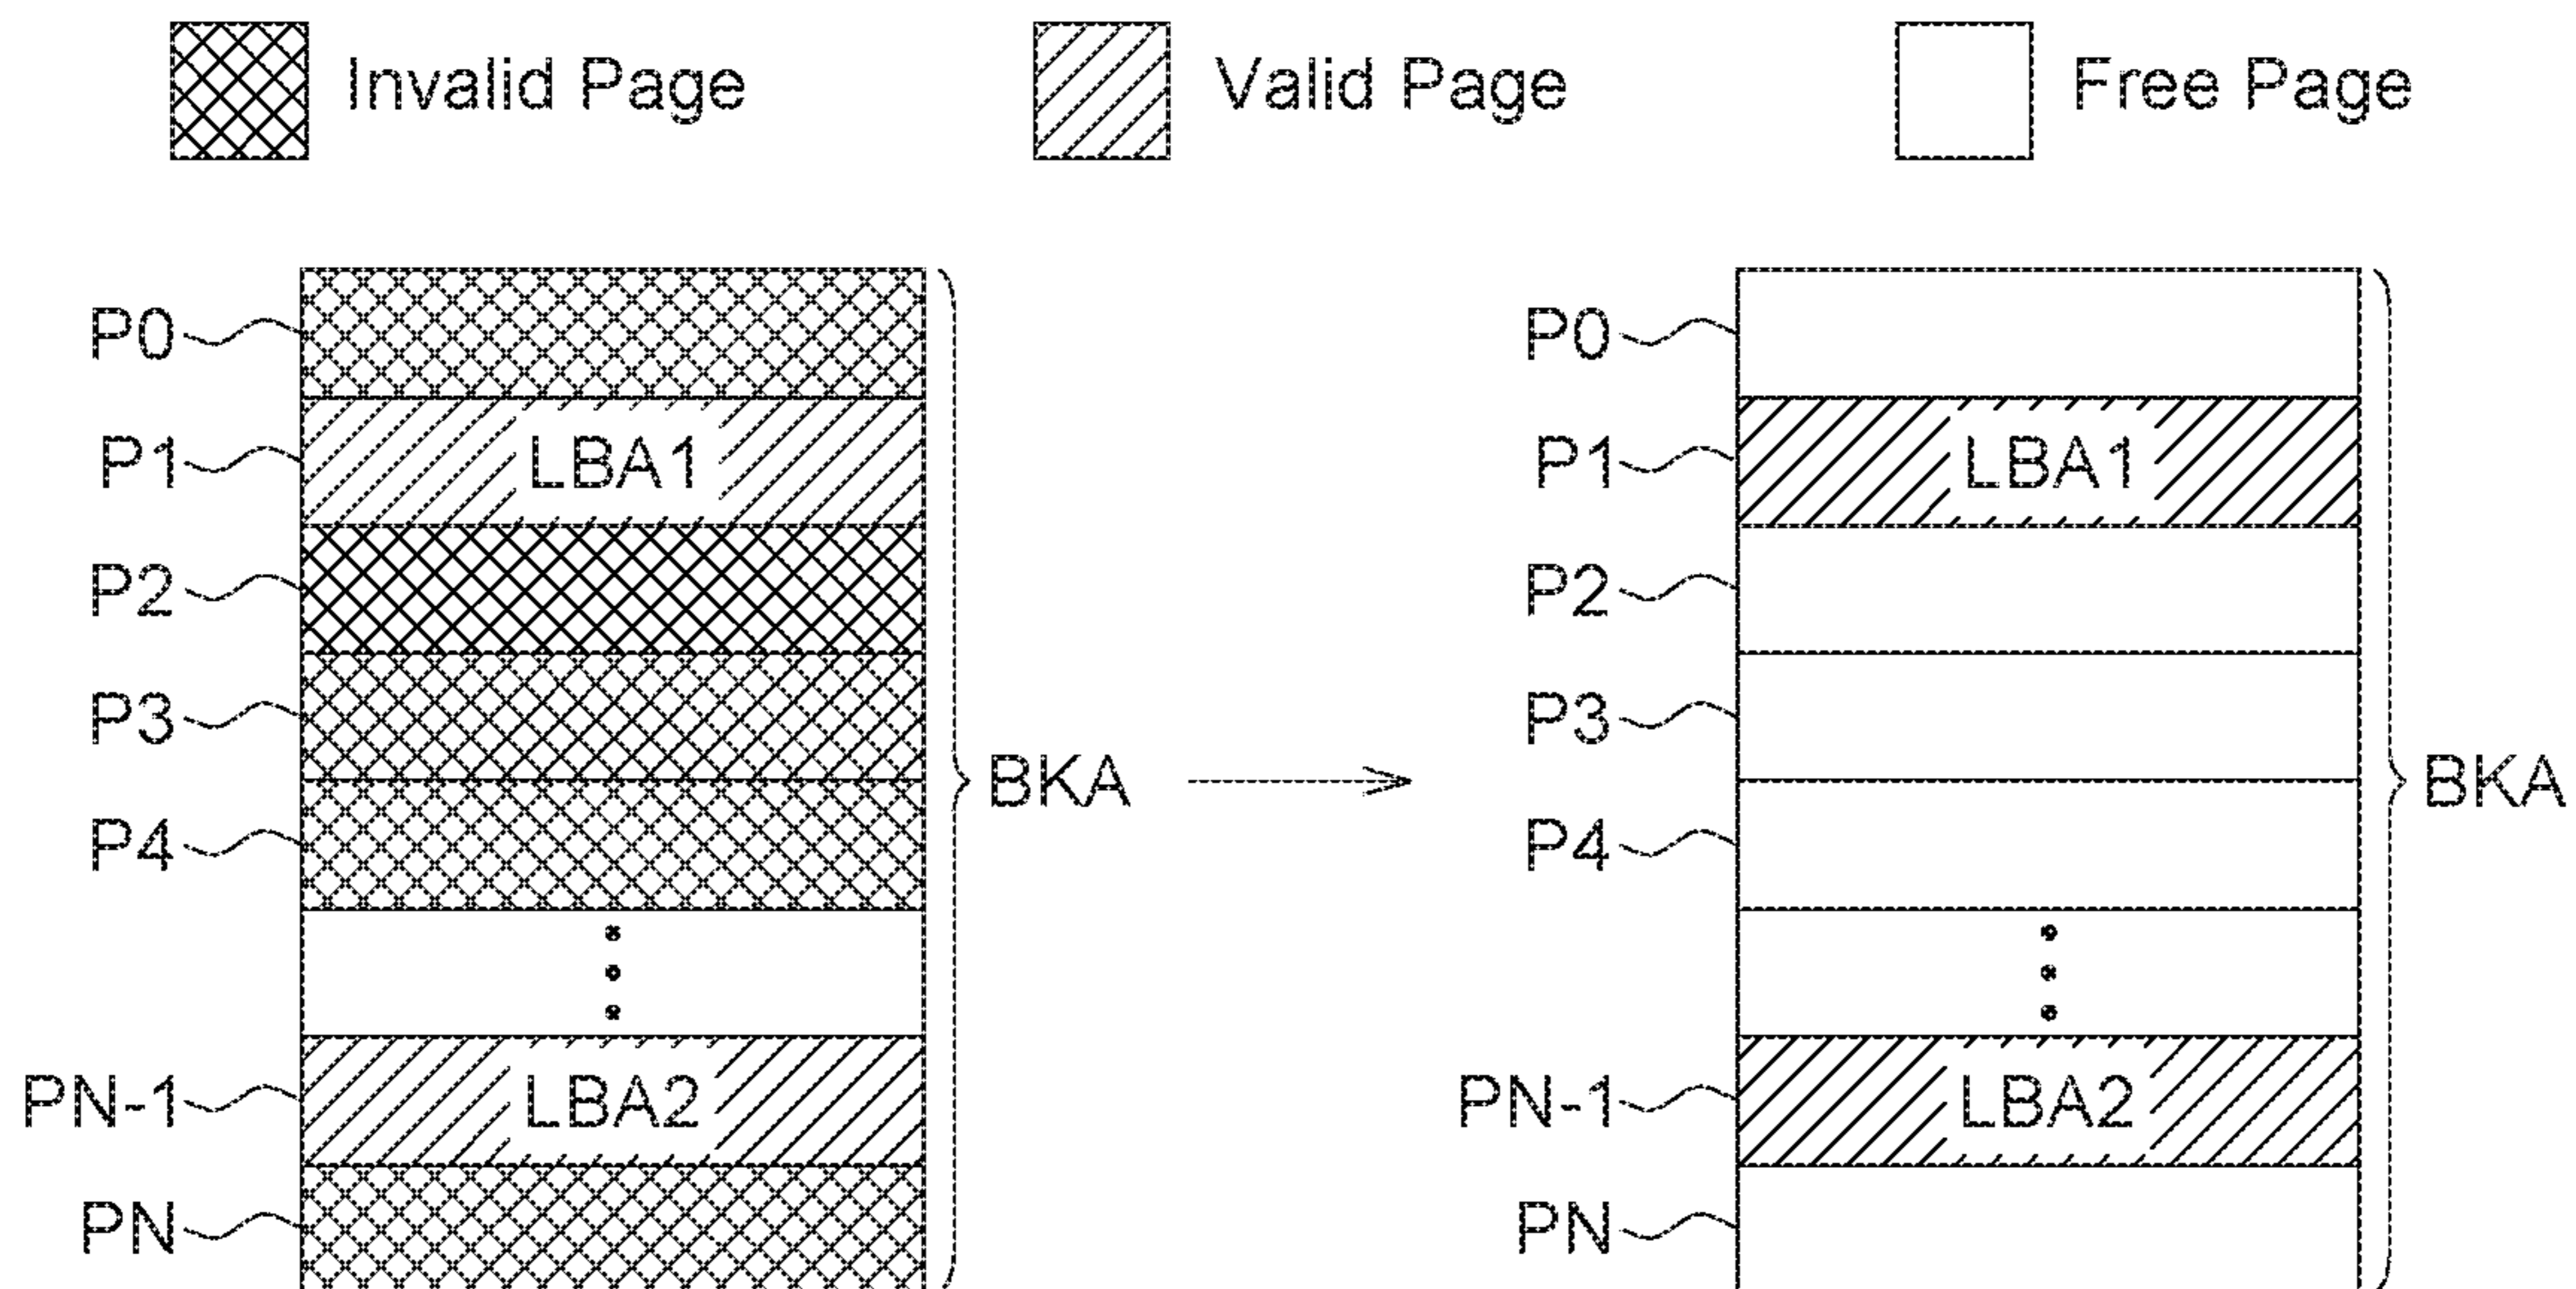 Invalid Page Valid Page Free Page
P0 P0
P1 LBA1 P1 LBA1
P2 P2
P3 P3
BKA BKA
P4 P4
PN-1 LBA2 PN-1 LBA2
PN PN